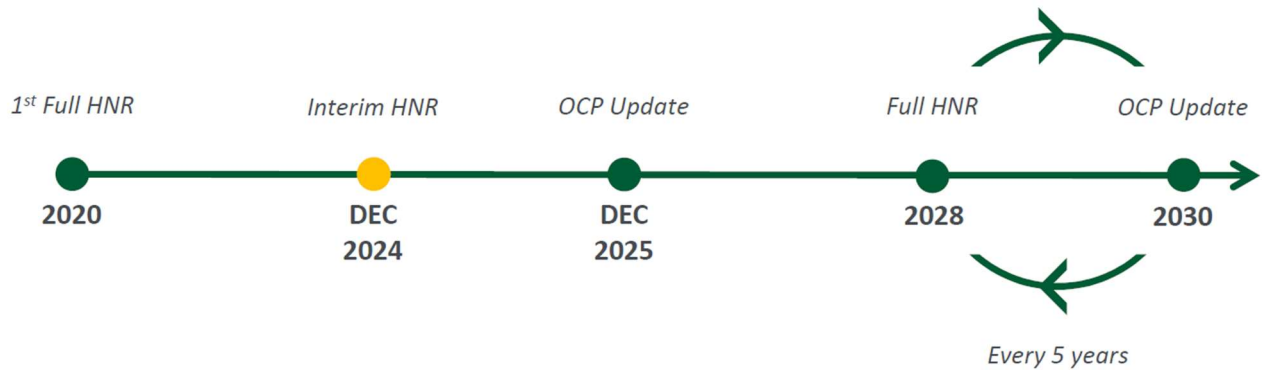 1st Full HNR
Interim HNR
OCP Update
Full HNR
OCP Update
2020
DEC
2024
DEC
2025
2028
2030
Every 5 years